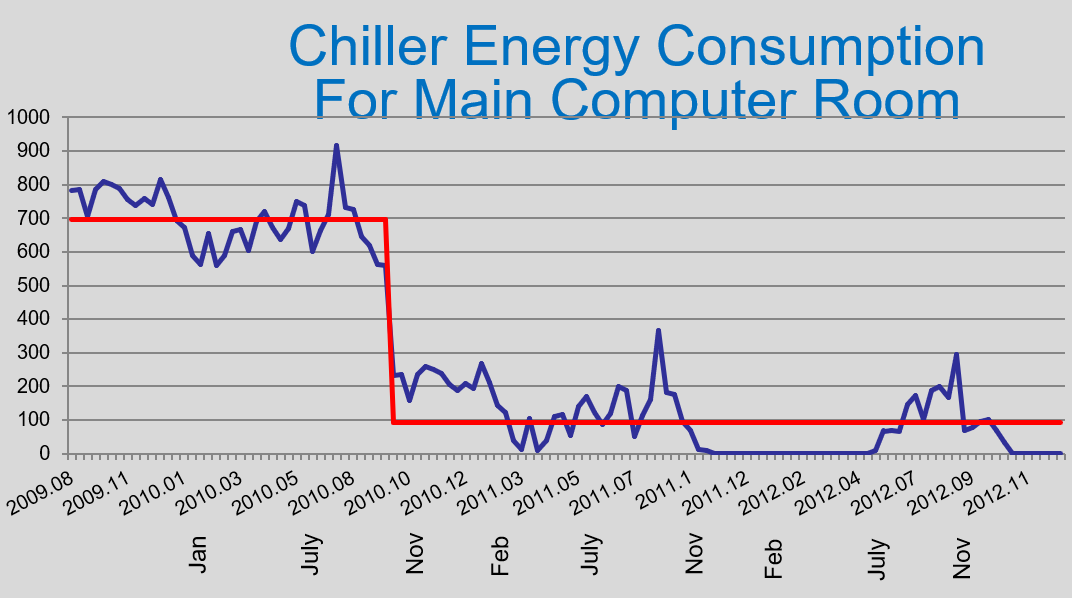 Chiller Energy Consumption
For Main Computer Room
1000
900
800
700
600
500
400
300
200
100
0
2009.08 2009.11 2010.01 2010.03 2010.05 2010.08 2010.10 2010.12 2011.03 2011.05 2011.07 2011.1 2011.12 2012.02 2012.04 2012.07 2012.09 2012.11
Jan July Nov Feb July Nov Feb July Nov